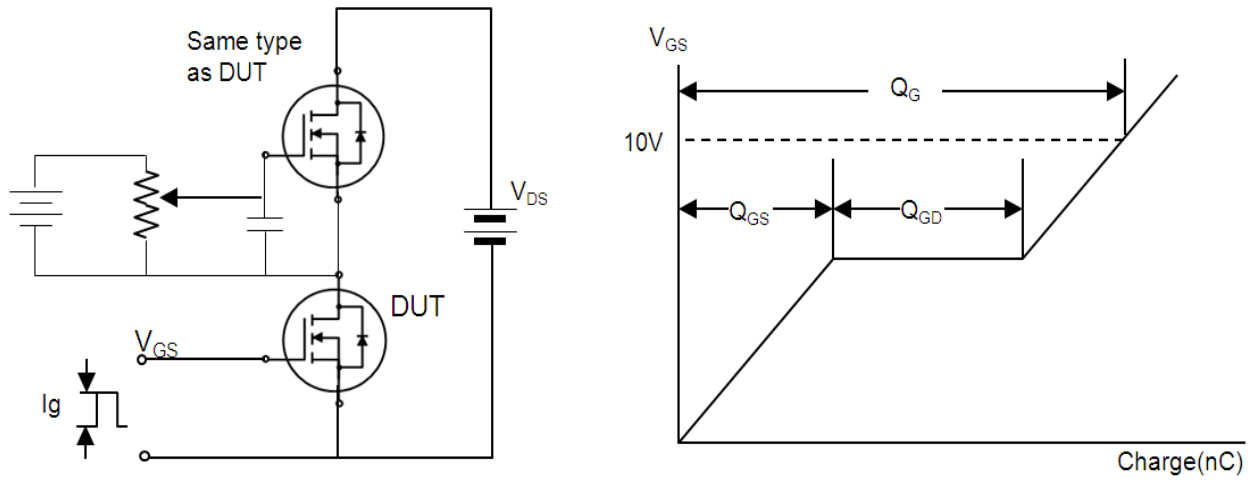 Same type
as DUT
VDS
DUT
VGS
Ig
VGS
QG
10V
QGS
QGD
Charge(nC)